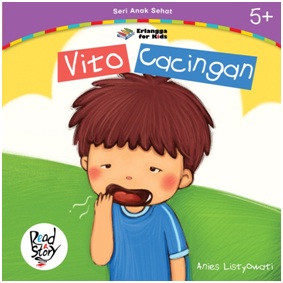 Seri Anak Sehat
5+
Erlangga
for Kids
Vito Cacingan
Read
A
Story
Anies Listyowati